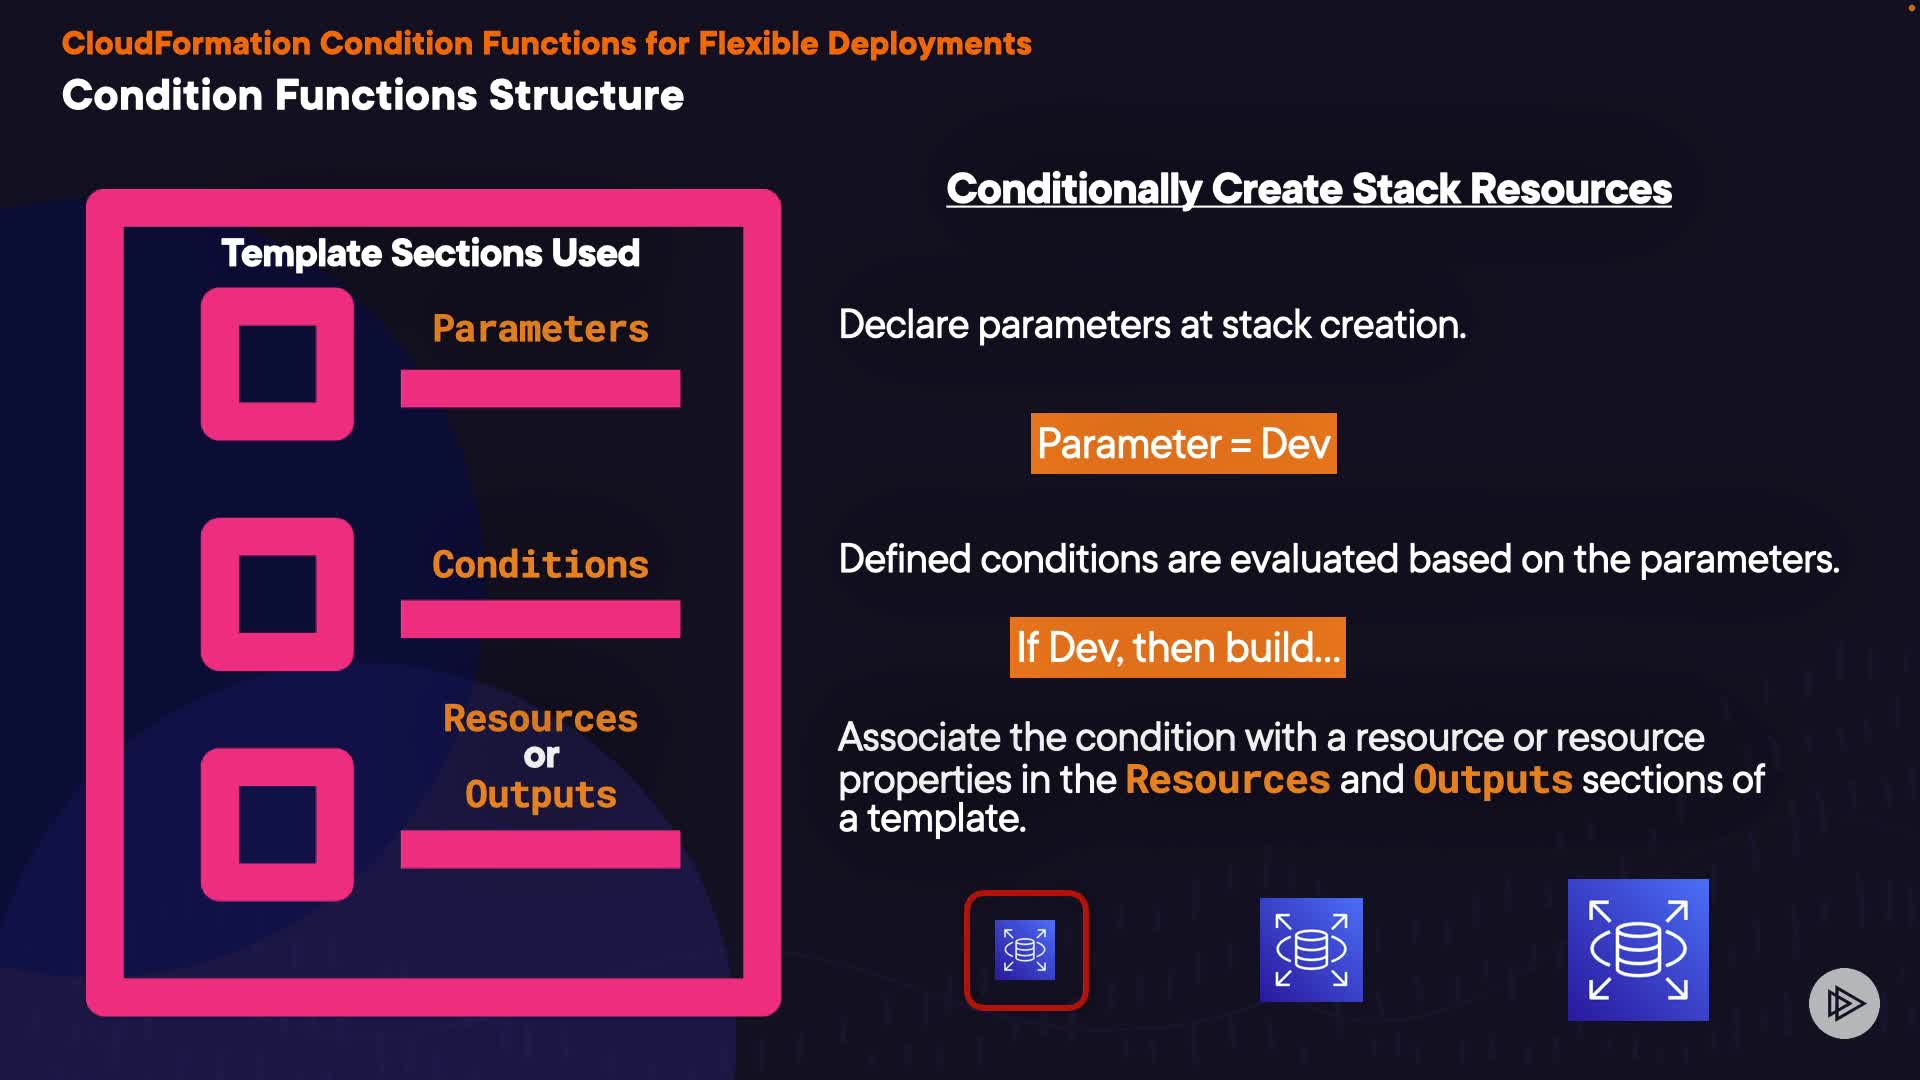 CloudFormation Condition Functions for Flexible Deployments
Condition Functions Structure
Template Sections Used
Parameters
Conditions
Resources
or
Outputs
Conditionally Create Stack Resources
Declare parameters at stack creation.
Parameter = Dev
Defined conditions are evaluated based on the parameters.
If Dev, then build...
Associate the condition with a resource or resource
properties in the Resources and Outputs sections of
a template.